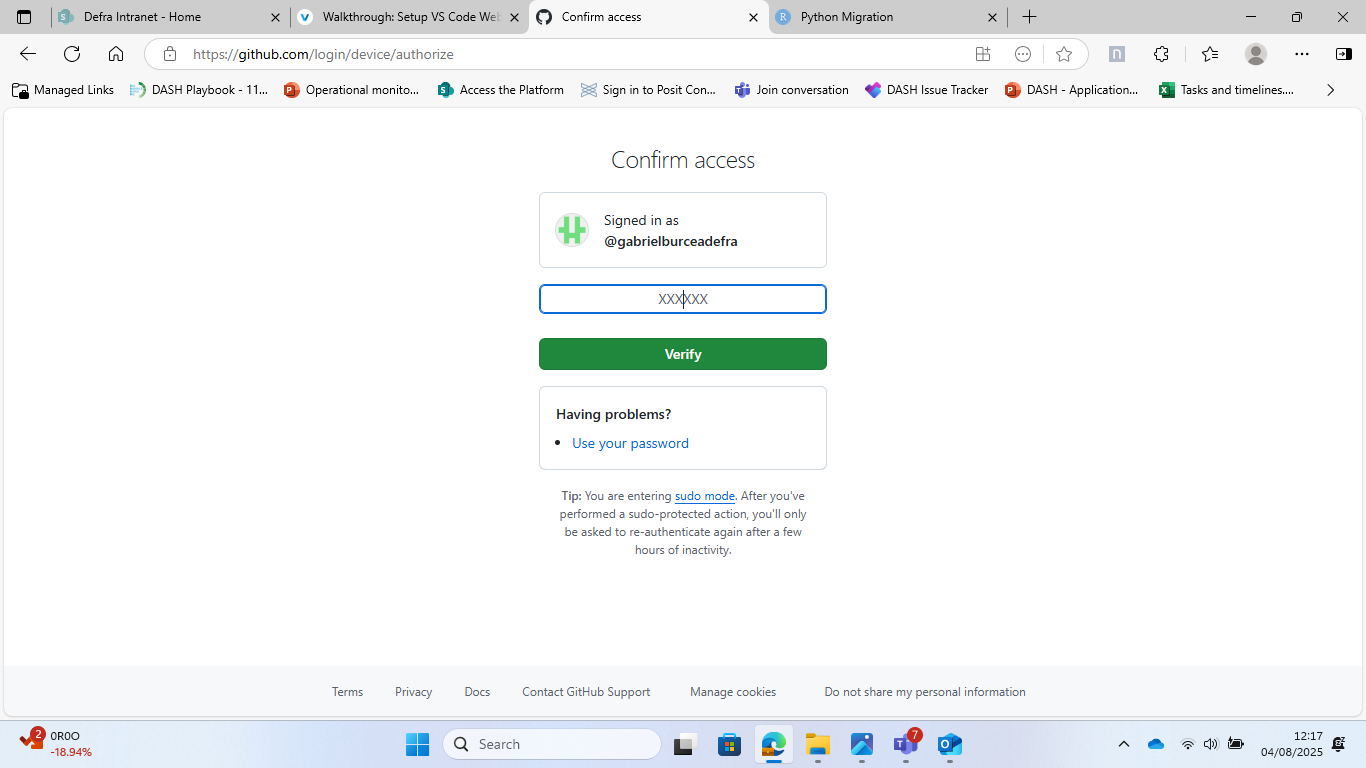 Defra Intranet - Home
Walkthrough: Setup VS Code Web
Confirm access
Python Migration
https://github.com/login/device/authorize
Managed Links
DASH Playbook - 11...
Operational monito...
Access the Platform
Sign in to Posit Con...
Join conversation
DASH Issue Tracker
DASH - Application...
Tasks and timelines....
Confirm access
Signed in as
@gabrielburceadefra
XXXXXX
Verify
Having problems?
Use your password
Tip: You are entering sudo mode. After you've
performed a sudo-protected action, you'll only
be asked to re-authenticate again after a few
hours of inactivity.
Terms Privacy Docs Contact GitHub Support Manage cookies Do not share my personal information
2
0R0O
-18.94%
Search
7
12:17
04/08/2025